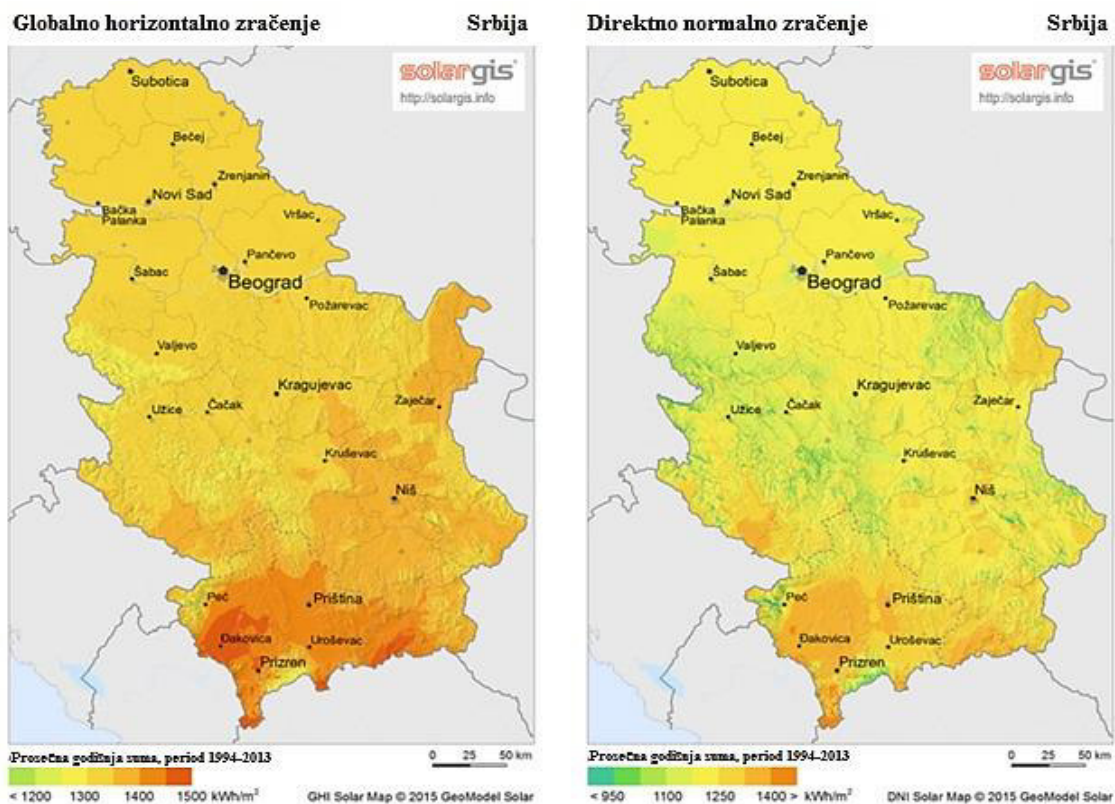 Globalno horizontalno zračenje Srbija
solargis
http://solargis.info
Subotica
Bečej
Zrenjanin
Novi Sad
Bačka
Palanka
Vršac
Pančevo
Šabac
Beograd
Požarevac
Valjevo
Kragujevac
Užice
Čačak
Zaječar
Kruševac
Niš
Peč
Priština
Đakovica
Uroševac
Prizren
Prosečna godišnja suma, period 1994-2013
0 25 50 km
< 1200 1300 1400 1500 kWh/m²
GHI Solar Map © 2015 GeoModel Solar
Direktno normalno zračenje Srbija
solargis
http://solargis.info
Subotica
Bečej
Zrenjanin
Novi Sad
Bačka
Palanka
Vršac
Pančevo
Šabac
Beograd
Požarevac
Valjevo
Kragujevac
Užice
Čačak
Zaječar
Kruševac
Niš
Peč
Priština
Đakovica
Uroševac
Prizren
Prosečna godišnja suma, period 1994-2013
0 25 50 km
< 950 1100 1250 1400 > kWh/m²
DNI Solar Map © 2015 GeoModel Solar